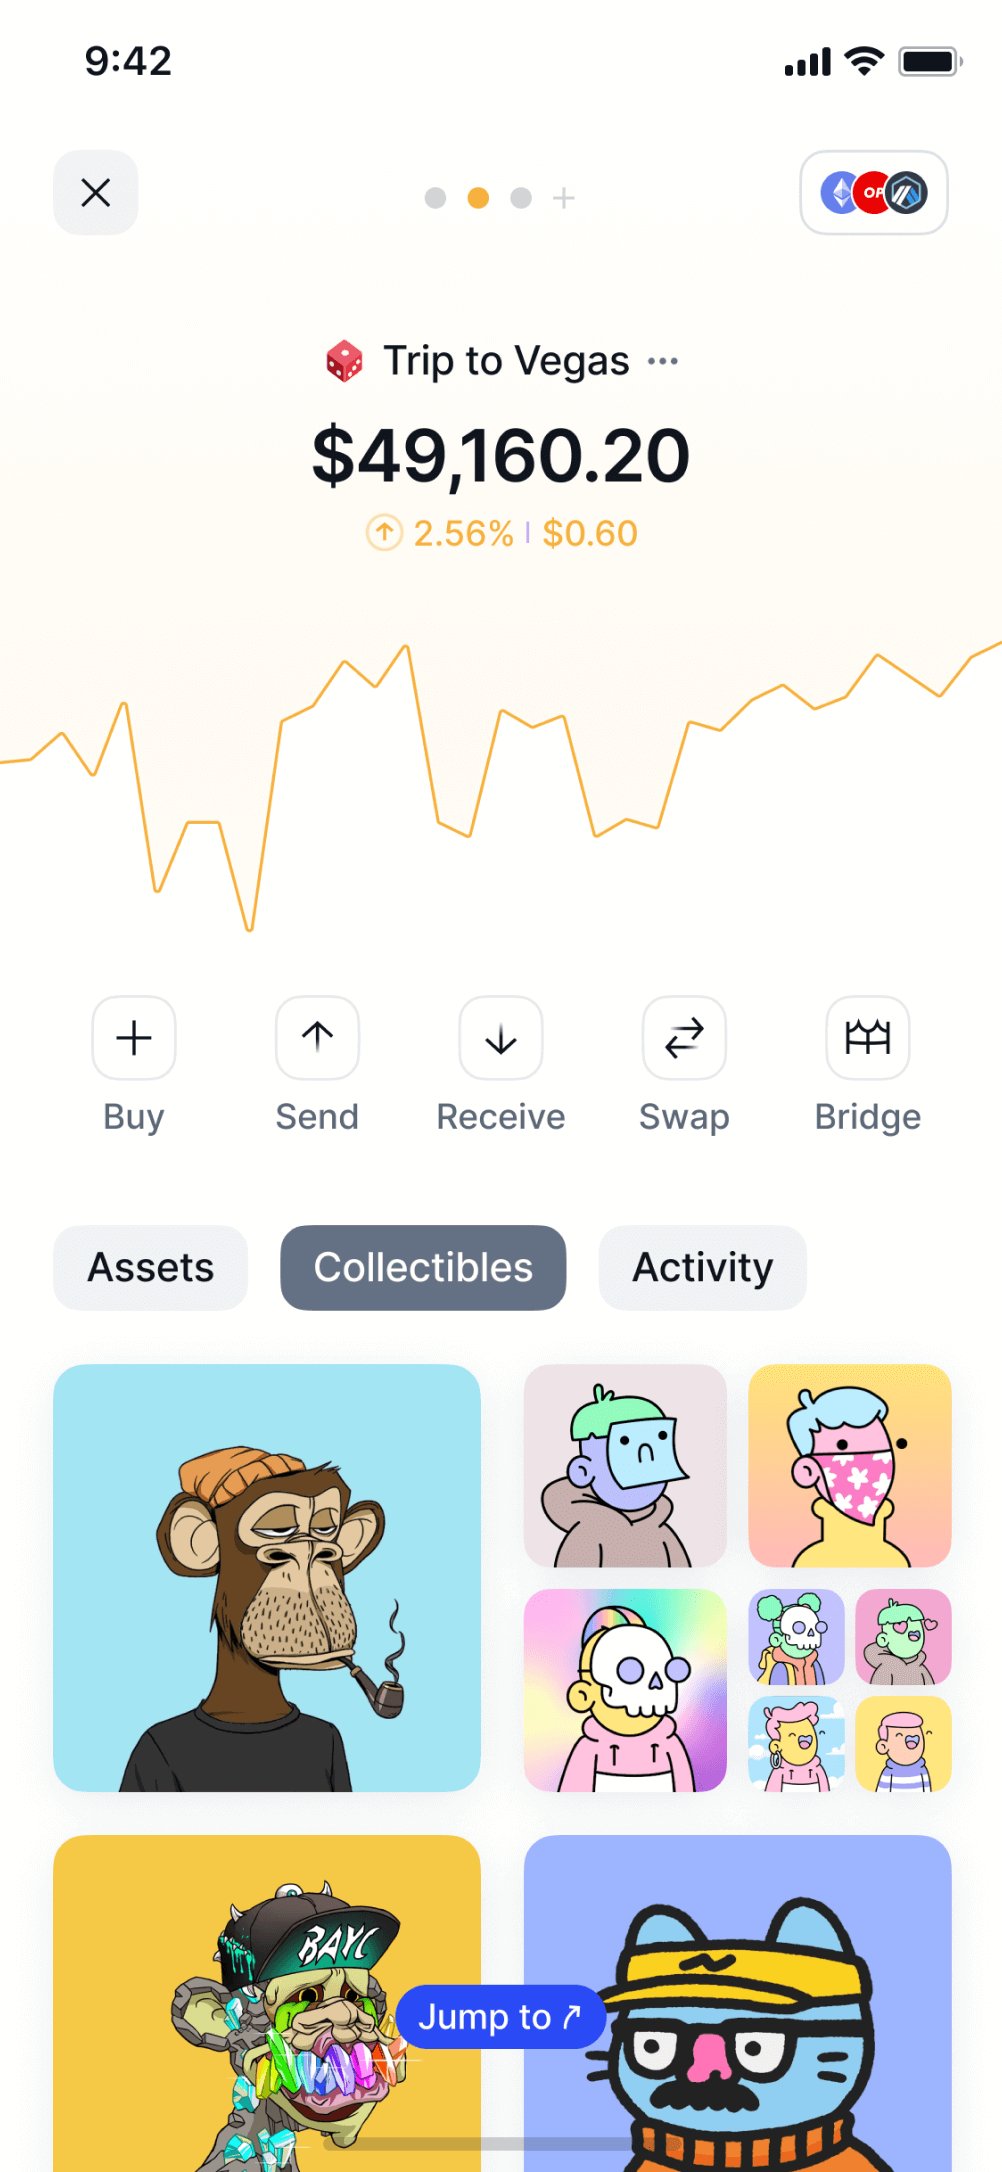 9:42
OP
Trip to Vegas
$49,160.20
2.56% | $0.60
Buy
Send
Receive
Swap
Bridge
Assets
Collectibles
Activity
BAYC
Jump to